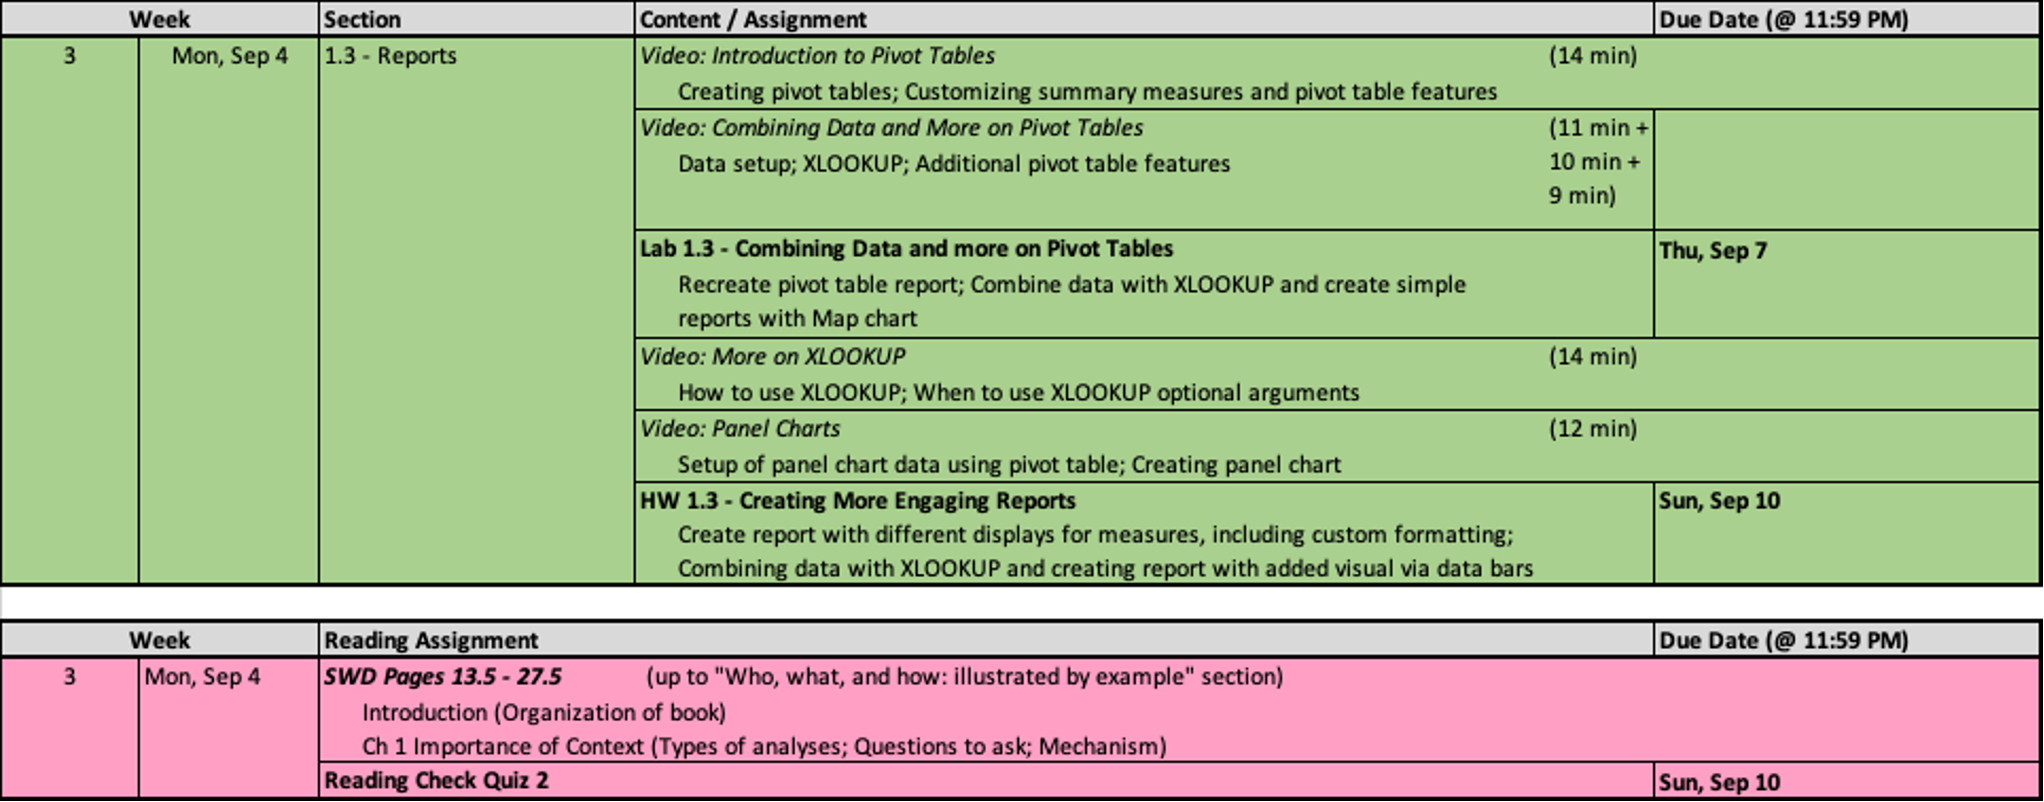 Week Section Content / Assignment Due Date (@ 11:59 PM)
3 Mon, Sep 4 1.3 - Reports Video: Introduction to Pivot Tables (14 min)
Creating pivot tables; Customizing summary measures and pivot table features
Video: Combining Data and More on Pivot Tables (11 min +
Data setup; XLOOKUP; Additional pivot table features 10 min +
9 min)
Lab 1.3 - Combining Data and more on Pivot Tables Thu, Sep 7
Recreate pivot table report; Combine data with XLOOKUP and create simple
reports with Map chart
Video: More on XLOOKUP (14 min)
How to use XLOOKUP; When to use XLOOKUP optional arguments
Video: Panel Charts (12 min)
Setup of panel chart data using pivot table; Creating panel chart
HW 1.3 - Creating More Engaging Reports Sun, Sep 10
Create report with different displays for measures, including custom formatting;
Combining data with XLOOKUP and creating report with added visual via data bars
Week Reading Assignment Due Date (@ 11:59 PM)
3 Mon, Sep 4 SWD Pages 13.5 - 27.5 (up to "Who, what, and how: illustrated by example" section)
Introduction (Organization of book)
Ch 1 Importance of Context (Types of analyses; Questions to ask; Mechanism)
Reading Check Quiz 2 Sun, Sep 10